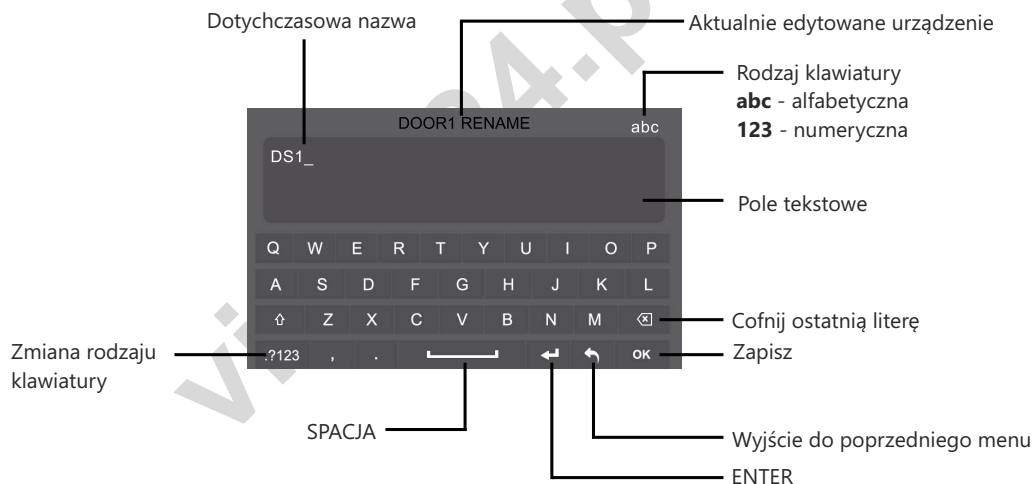 Dotychczasowa nazwa
Aktualnie edytowane urządzenie
Rodzaj klawiatury
abc - alfabetyczna
123 - numeryczna
DOOR1 RENAME
abc
DS1_
Pole tekstowe
Q W E R T Y U I O P
A S D F G H J K L
Z X C V B N M
Cofnij ostatnią literę
Zmiana rodzaju
klawiatury
.?123 , . OK
Zapisz
SPACJA
Wyjście do poprzedniego menu
ENTER